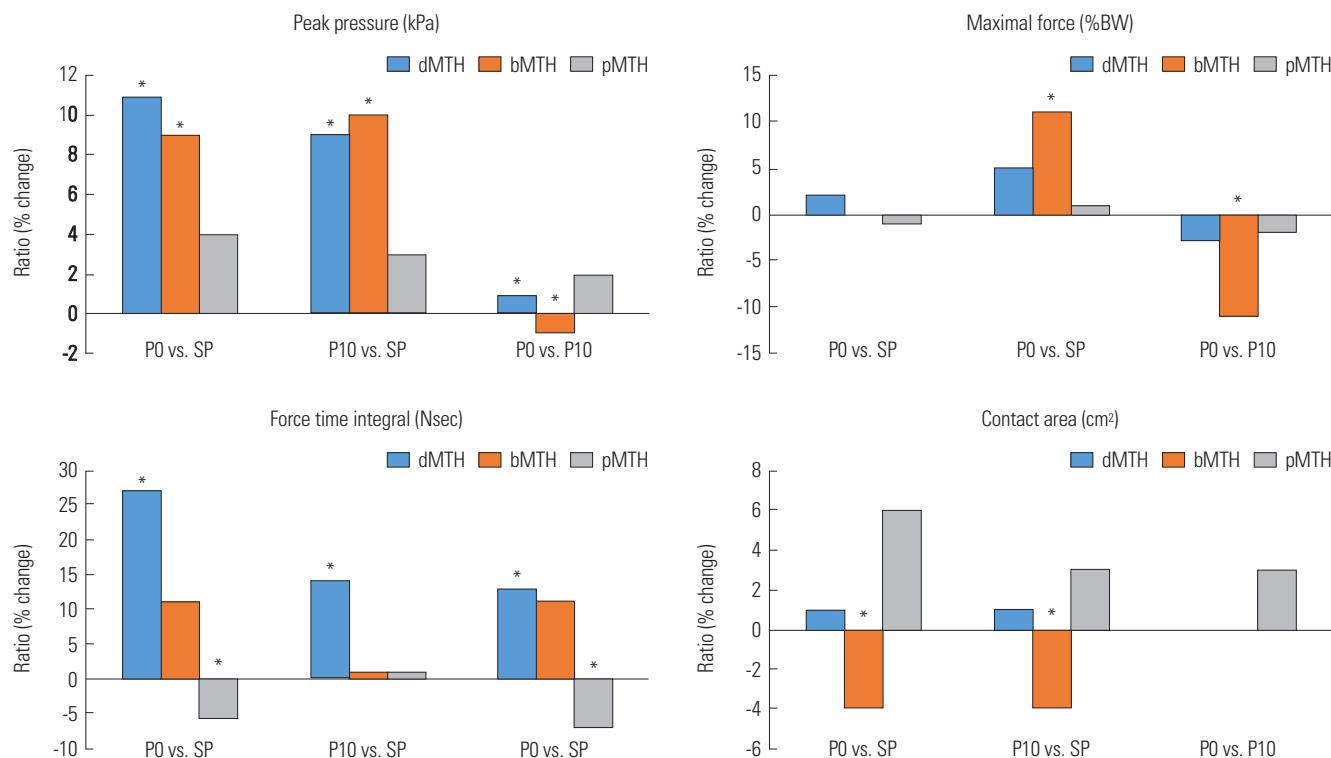 Peak pressure (kPa)
dMTH bMTH pMTH
Ratio (% change)
12
10
8
6
4
2
0
-2
* * * * * *
P0 vs. SP P10 vs. SP P0 vs. P10
Maximal force (%BW)
dMTH bMTH pMTH
Ratio (% change)
15
10
5
0
-5
-10
-15
* *
P0 vs. SP P0 vs. SP P0 vs. P10
Force time integral (Nsec)
dMTH bMTH pMTH
Ratio (% change)
30
25
20
15
10
5
0
-5
-10
* * * * *
P0 vs. SP P10 vs. SP P0 vs. SP
Contact area (cm²)
dMTH bMTH pMTH
Ratio (% change)
8
6
4
2
0
-2
-4
-6
* *
P0 vs. SP P10 vs. SP P0 vs. P10